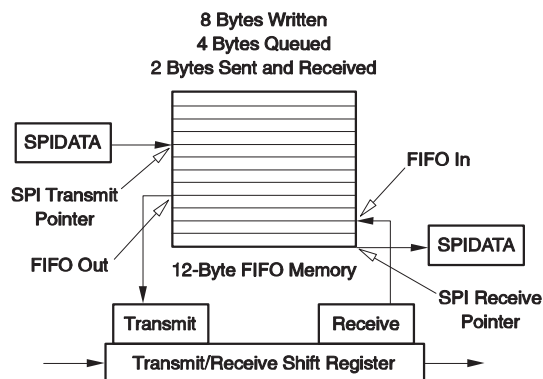 8 Bytes Written
4 Bytes Queued
2 Bytes Sent and Received
SPIDATA
FIFO In
SPI Transmit
Pointer
FIFO Out
12-Byte FIFO Memory
SPIDATA
SPI Receive
Pointer
Transmit
Receive
Transmit/Receive Shift Register